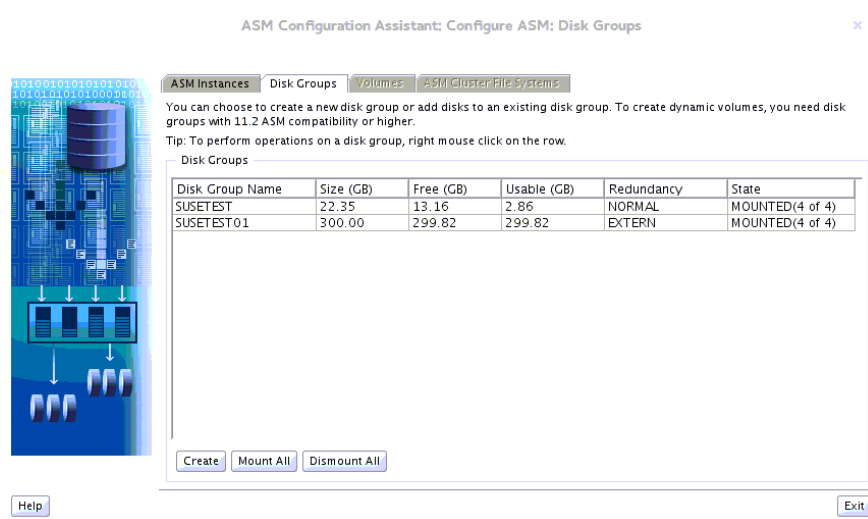 ASM Configuration Assistant: Configure ASM: Disk Groups
ASM Instances Disk Groups Volumes ASM Cluster File Systems
You can choose to create a new disk group or add disks to an existing disk group. To create dynamic volumes, you need disk
groups with 11.2 ASM compatibility or higher.
Tip: To perform operations on a disk group, right mouse click on the row.
Disk Groups
Disk Group Name Size (GB) Free (GB) Usable (GB) Redundancy State
SUSETEST 22.35 13.16 2.86 NORMAL MOUNTED(4 of 4)
SUSETEST01 300.00 299.82 299.82 EXTERN MOUNTED(4 of 4)
Create Mount All Dismount All
Help Exit